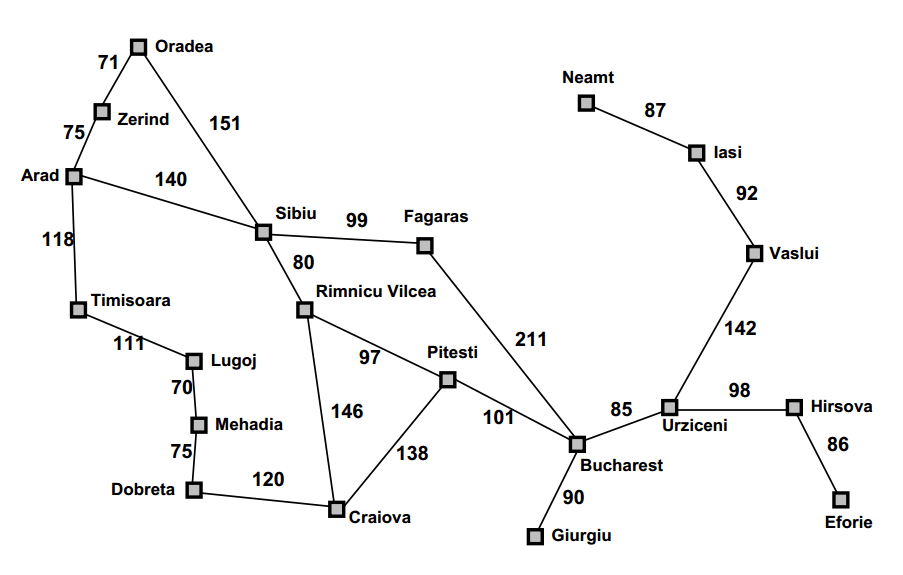 Oradea
71
Neamt
87
Zerind
151
75
Iasi
Arad
140
92
Sibiu
Fagaras
99
118
Vaslui
80
Timisoara
Rimnicu Vilcea
142
111
211
Lugoj
97
Pitesti
70
98
Hirsova
146
101
85
Mehadia
Urziceni
75
138
86
Bucharest
120
Dobreta
90
Craiova
Eforie
Giurgiu